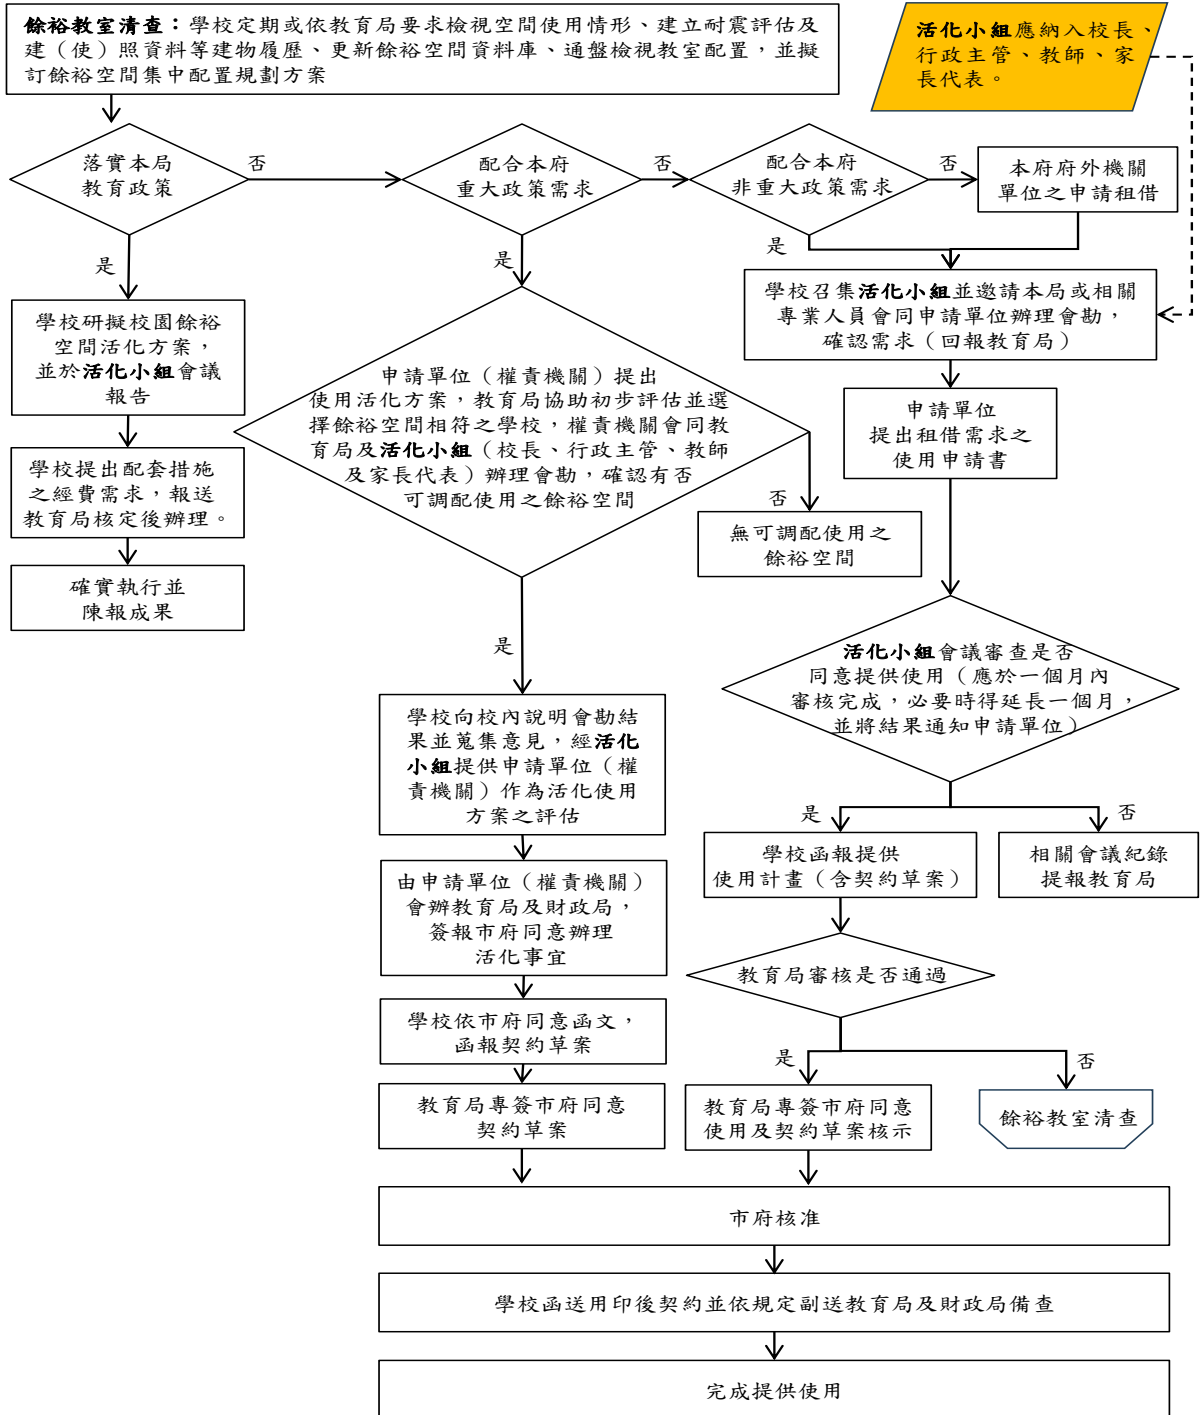 餘裕教室清查：學校定期或依教育局要求檢視空間使用情形、建立耐震評估及
建（使）照資料等建物履歷、更新餘裕空間資料庫、通盤檢視教室配置，並擬
訂餘裕空間集中配置規劃方案
活化小組應納入校長、
行政主管、教師、家
長代表。
落實本局
教育政策
否
配合本府
重大政策需求
否
配合本府
非重大政策需求
否
本府府外機關
單位之申請租借
是
是
是
學校研擬校園餘裕
空間活化方案，
並於活化小組會議
報告
學校提出配套措施
之經費需求，報送
教育局核定後辦理。
確實執行並
陳報成果
申請單位（權責機關）提出
使用活化方案，教育局協助初步評估並選
擇餘裕空間相符之學校，權責機關會同教
育局及活化小組（校長、行政主管、教師
及家長代表）辦理會勘，確認有否
可調配使用之餘裕空間
否
無可調配使用之
餘裕空間
是
學校向校內說明會勘結
果並蒐集意見，經活化
小組提供申請單位（權
責機關）作為活化使用
方案之評估
由申請單位（權責機關）
會辦教育局及財政局，
簽報市府同意辦理
活化事宜
學校依市府同意函文，
函報契約草案
教育局專簽市府同意
契約草案
學校召集活化小組並邀請本局或相關
專業人員會同申請單位辦理會勘，
確認需求（回報教育局）
申請單位
提出租借需求之
使用申請書
活化小組會議審查是否
同意提供使用（應於一個月內
審核完成，必要時得延長一個月，
並將結果通知申請單位）
是
否
學校函報提供
使用計畫（含契約草案）
相關會議紀錄
提報教育局
教育局審核是否通過
是
否
教育局專簽市府同意
使用及契約草案核示
餘裕教室清查
市府核准
學校函送用印後契約並依規定副送教育局及財政局備查
完成提供使用